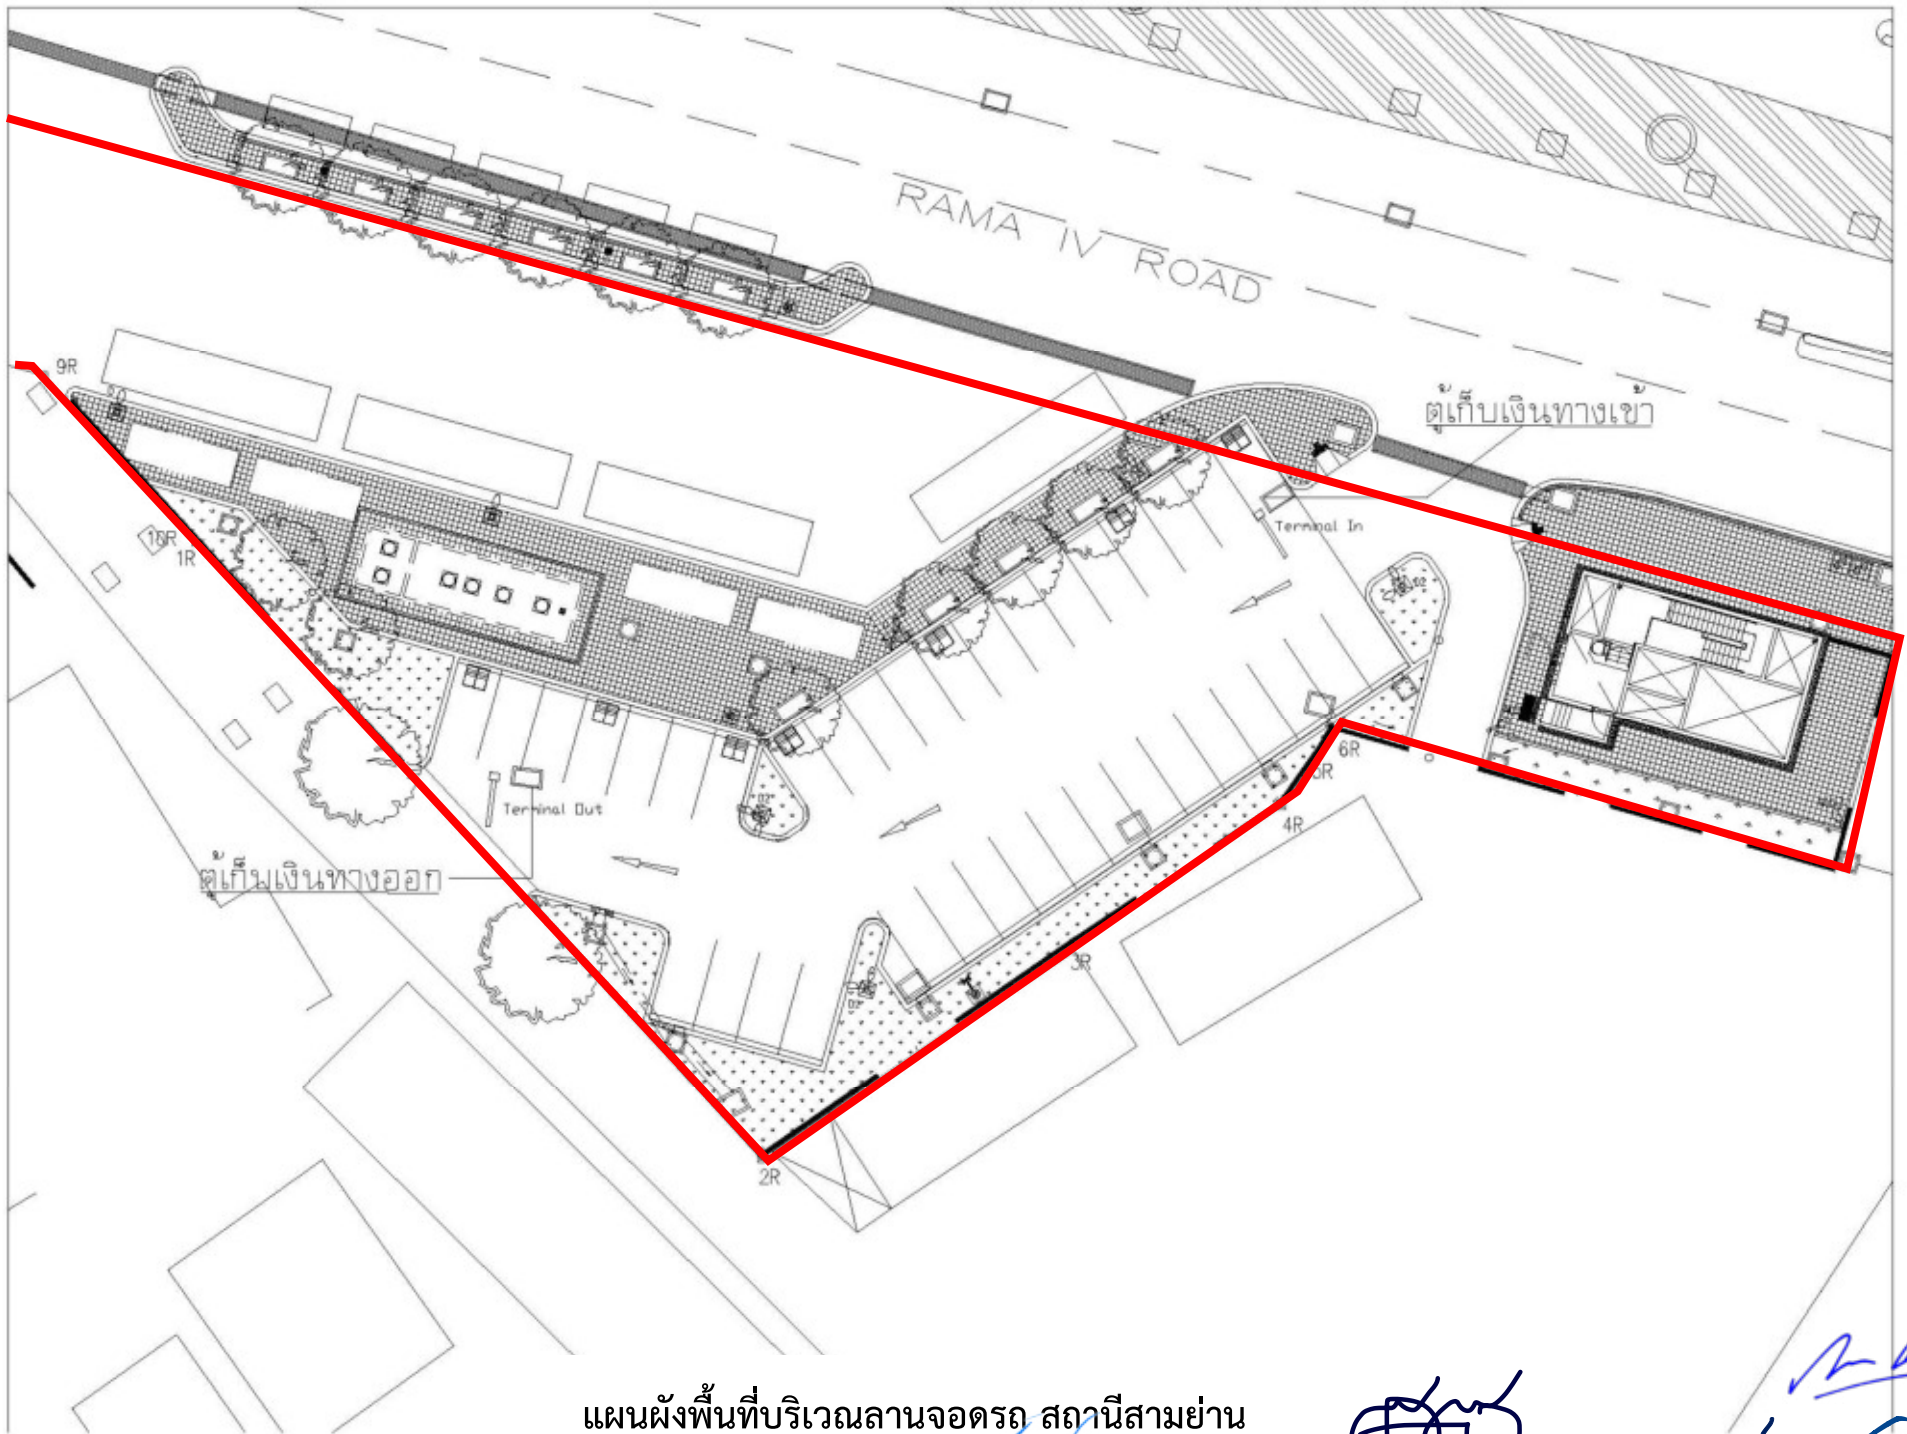 RAMA IV ROAD
9R
ตู้เก็บเงินทางเข้า
Terminal In
10R
1R
6R
5R
4R
Terminal Out
ตู้เก็บเงินทางออก
3R
2R
แผนผังพื้นที่บริเวณลานจอดรถ สถานีสามย่าน